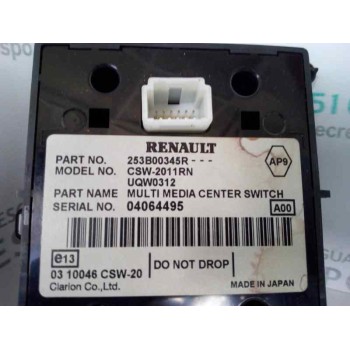 RENAULT
PART NO. 253B00345R - - -
AP9
MODEL NO. CSW-2011RN
UQW0312
PART NAME MULTI MEDIA CENTER SWITCH
SERIAL NO. 04064495
A00
e13
03 10046 CSW-20
DO NOT DROP
Clarion Co.,Ltd.
MADE IN JAPAN